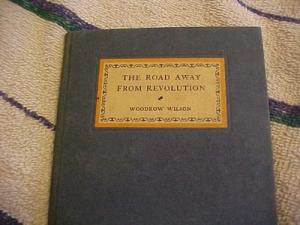 THE ROAD AWAY
FROM REVOLUTION
WOODROW WILSON